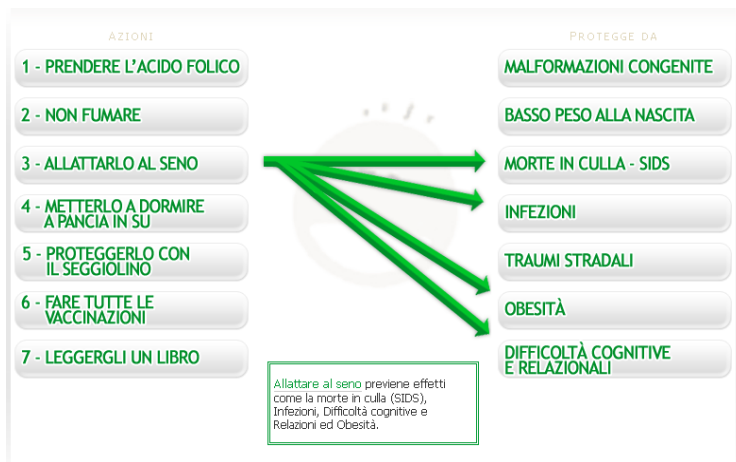 AZIONI
PROTEGGE DA
1 - PRENDERE L'ACIDO FOLICO
MALFORMAZIONI CONGENITE
2 - NON FUMARE
BASSO PESO ALLA NASCITA
3 - ALLATTARLO AL SENO
MORTE IN CULLA - SIDS
4 - METTERLO A DORMIRE
A PANCIA IN SU
INFEZIONI
5 - PROTEGGERLO CON
IL SEGGIOLINO
TRAUMI STRADALI
6 - FARE TUTTE LE
VACCINAZIONI
OBESITÀ
7 - LEGGERGLI UN LIBRO
DIFFICOLTÀ COGNITIVE
E RELAZIONALI
Allattare al seno previene effetti
come la morte in culla (SIDS),
Infezioni, Difficoltà cognitive e
Relazioni ed Obesità.